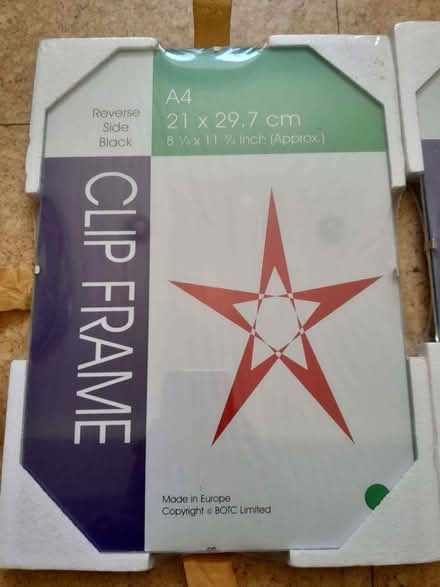 A4
21 x 29.7 cm
8 ¼ x 11 ¾ inch (Approx.)
Reverse
Side
Black
CLIP FRAME
Made in Europe
Copyright © BOTC Limited